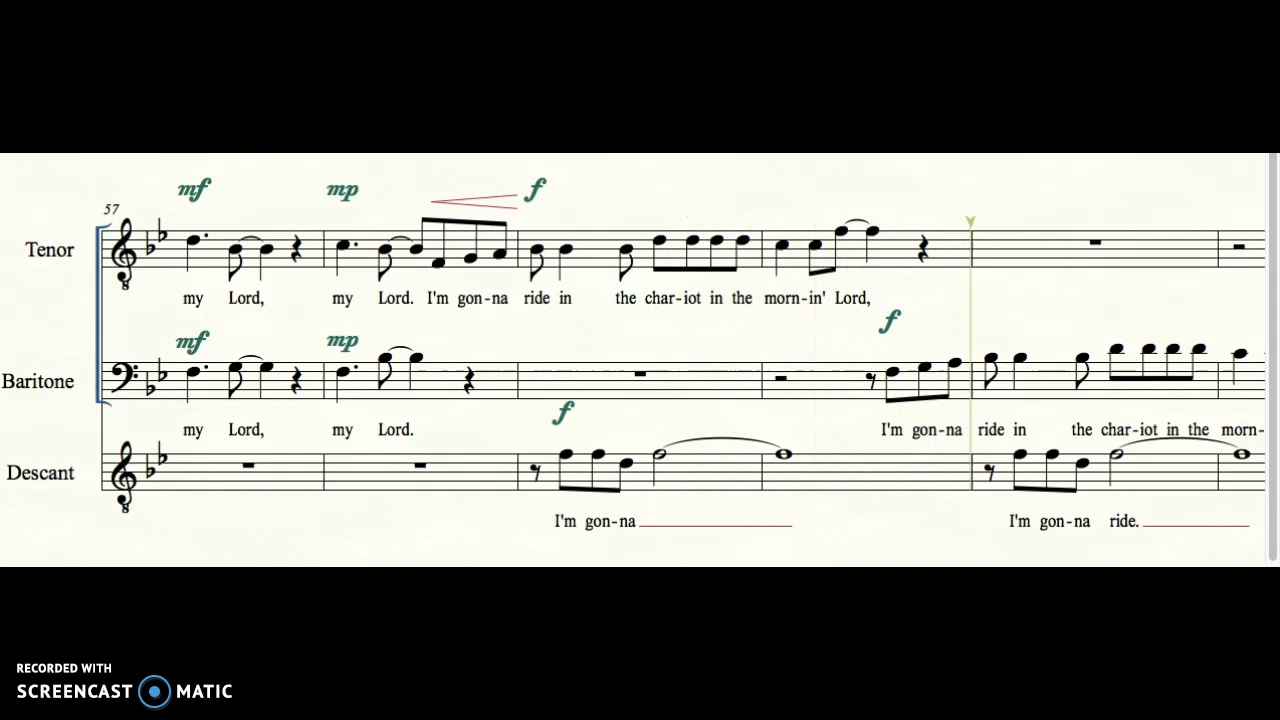 mf mp f
57
Tenor
8
my Lord, my Lord. I'm gon-na ride in the char-iot in the morn-in' Lord,
f
mf mp
Baritone
my Lord, my Lord. I'm gon-na ride in the char-iot in the morn-
f
Descant
8
I'm gon-na I'm gon-na ride.
RECORDED WITH
SCREENCAST MATIC